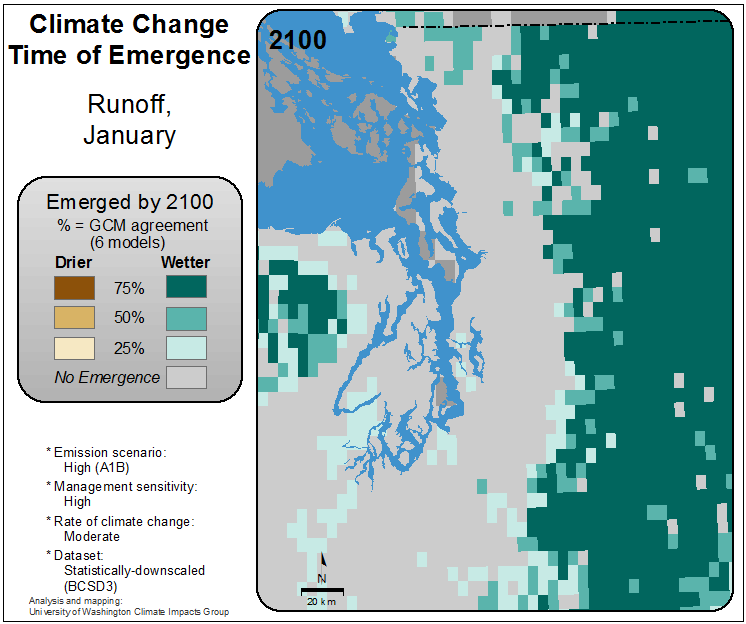 Climate Change
Time of Emergence
Runoff,
January
Emerged by 2100
% = GCM agreement
(6 models)
Drier Wetter
75%
50%
25%
No Emergence
* Emission scenario:
High (A1B)
* Management sensitivity:
High
* Rate of climate change:
Moderate
* Dataset:
Statistically-downscaled
(BCSD3)
Analysis and mapping:
University of Washington Climate Impacts Group
2100
N
20 km